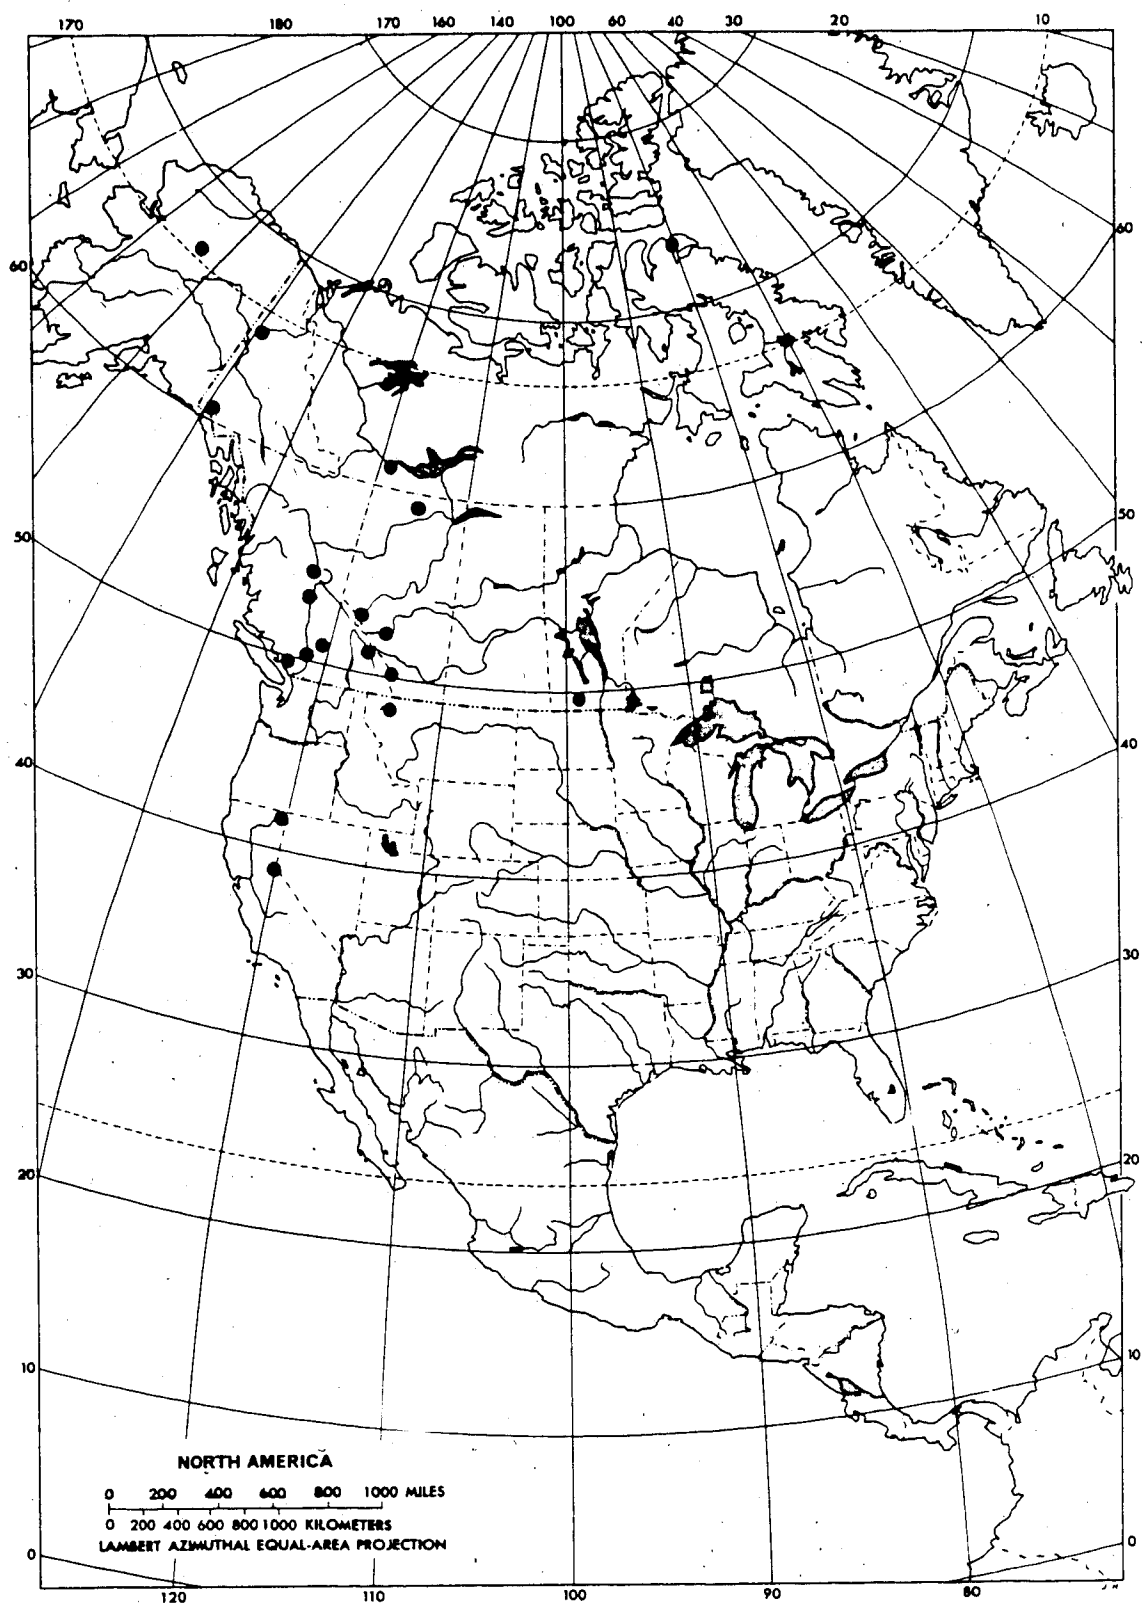 170 180 170 160 140 100 60 40 30 20 10
60 60
50 50
40 40
30 30
20 20
10 10
0 0
NORTH AMERICA
0 200 400 600 800 1000 MILES
0 200 400 600 800 1000 KILOMETERS
LAMBERT AZIMUTHAL EQUAL-AREA PROJECTION
120 110 100 90 80